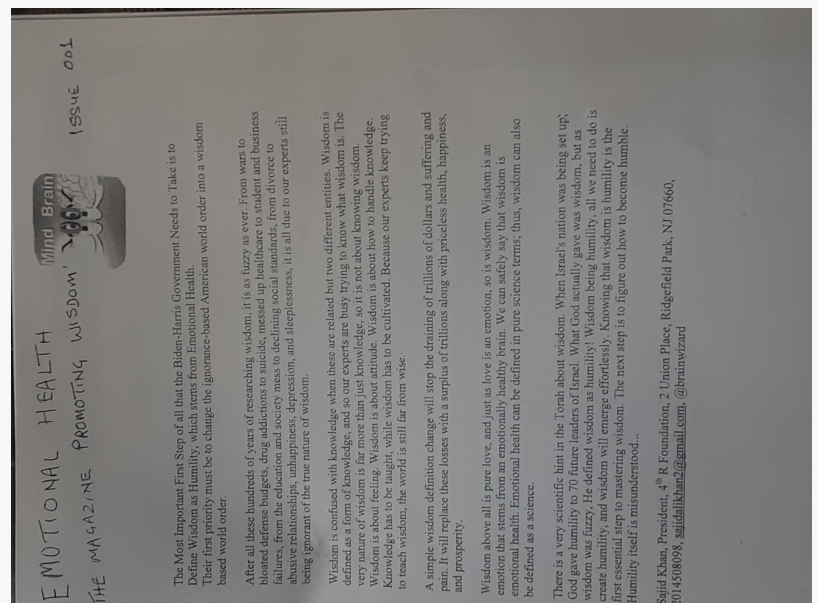 EMOTIONAL HEALTH
THE MAGAZINE PROMOTING WISDOM'
Mind Brain
ISSUE 001
The Most Important First Step of all that the Biden-Harris Government Needs to Take is to
Define Wisdom as Humility, which stems from Emotional Health.
Their first priority must be to change the ignorance-based American world order into a wisdom
based world order.
After all these hundreds of years of researching wisdom, it is as fuzzy as ever. From wars to
bloated defense budgets, drug addictions to suicide, messed up healthcare to student and business
failures, from the education and society mess to declining social standards, from divorce to
abusive relationships, unhappiness, depression, and sleeplessness, it is all due to our experts still
being ignorant of the true nature of wisdom.
Wisdom is confused with knowledge when these are related but two different entities. Wisdom is
defined as a form of knowledge, and so our experts are busy trying to know what wisdom is. The
very nature of wisdom is far more than just knowledge, so it is not about knowing wisdom.
Wisdom is about feeling. Wisdom is about attitude. Wisdom is about how to handle knowledge.
Knowledge has to be taught, while wisdom has to be cultivated. Because our experts keep trying
to teach wisdom, the world is still far from wise.
A simple wisdom definition change will stop the draining of trillions of dollars and suffering and
pain. It will replace these losses with a surplus of trillions along with priceless health, happiness,
and prosperity.
Wisdom above all is pure love, and just as love is an emotion, so is wisdom. Wisdom is an
emotion that stems from an emotionally healthy brain. We can safely say that wisdom is
emotional health. Emotional health can be defined in pure science terms; thus, wisdom can also
be defined as a science.
There is a very scientific hint in the Torah about wisdom. When Israel's nation was being set up;
God gave humility to 70 future leaders of Israel. What God actually gave was wisdom, but as
wisdom was fuzzy, He defined wisdom as humility! Wisdom being humility, all we need to do is
create humility, and wisdom will emerge effortlessly. Knowing that wisdom is humility is the
first essential step to mastering wisdom. The next step is to figure out how to become humble.
Humility itself is misunderstood...
Sajid Khan, President, 4th R Foundation, 2 Union Place, Ridgefield Park, NJ 07660,
2014508098, sajidalikhan2@gmail.com, @brainwizard